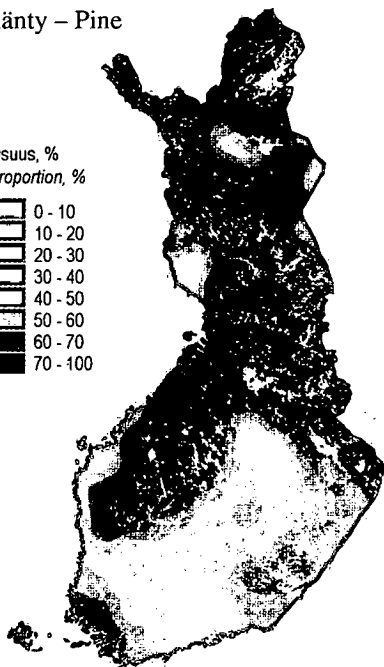 änty – Pine
suus, %
roportion, %
0 - 10
10 - 20
20 - 30
30 - 40
40 - 50
50 - 60
60 - 70
70 - 100